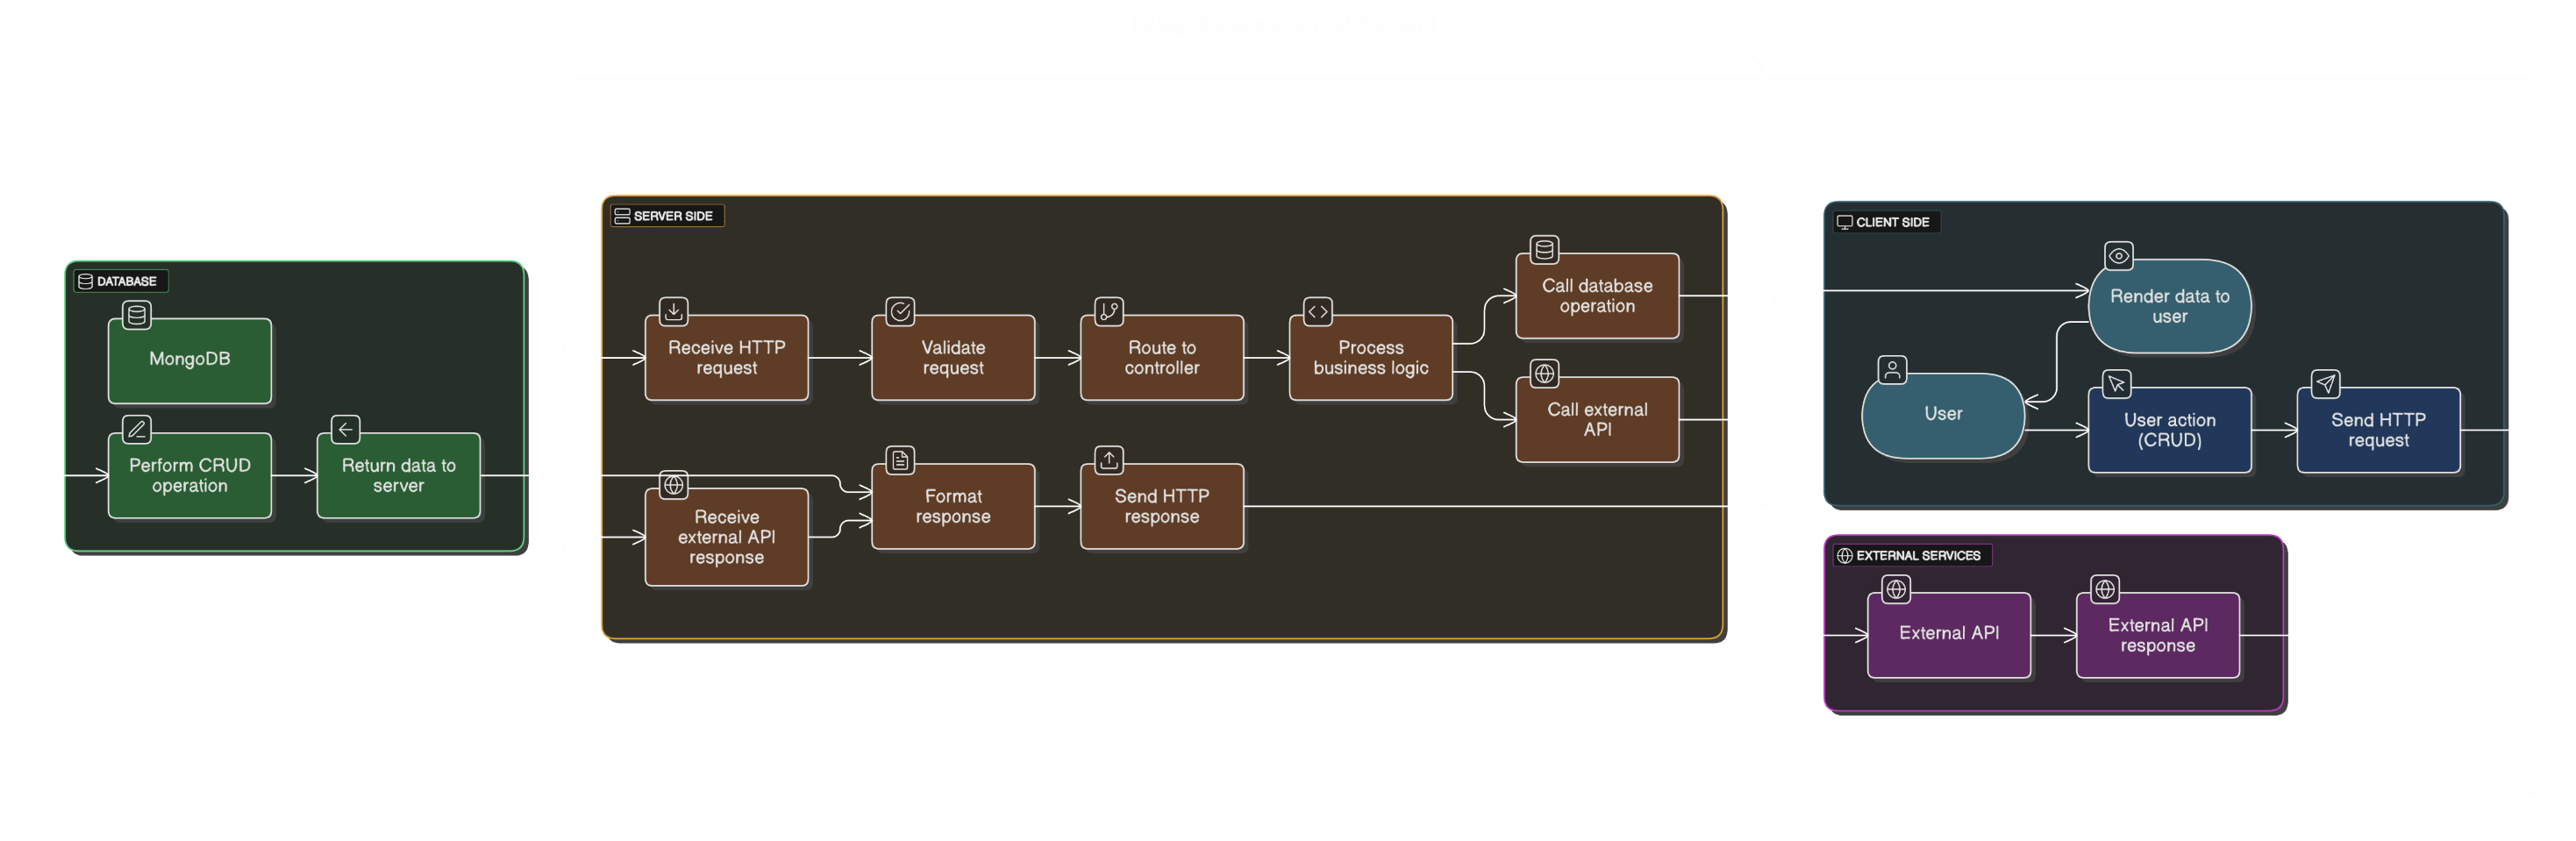 DATABASE
MongoDB
Perform CRUD
operation
Return data to
server
SERVER SIDE
Receive HTTP
request
Validate
request
Route to
controller
Process
business logic
Call database
operation
Call external
API
Receive
external API
response
Format
response
Send HTTP
response
CLIENT SIDE
Render data to
user
User
User action
(CRUD)
Send HTTP
request
EXTERNAL SERVICES
External API
External API
response